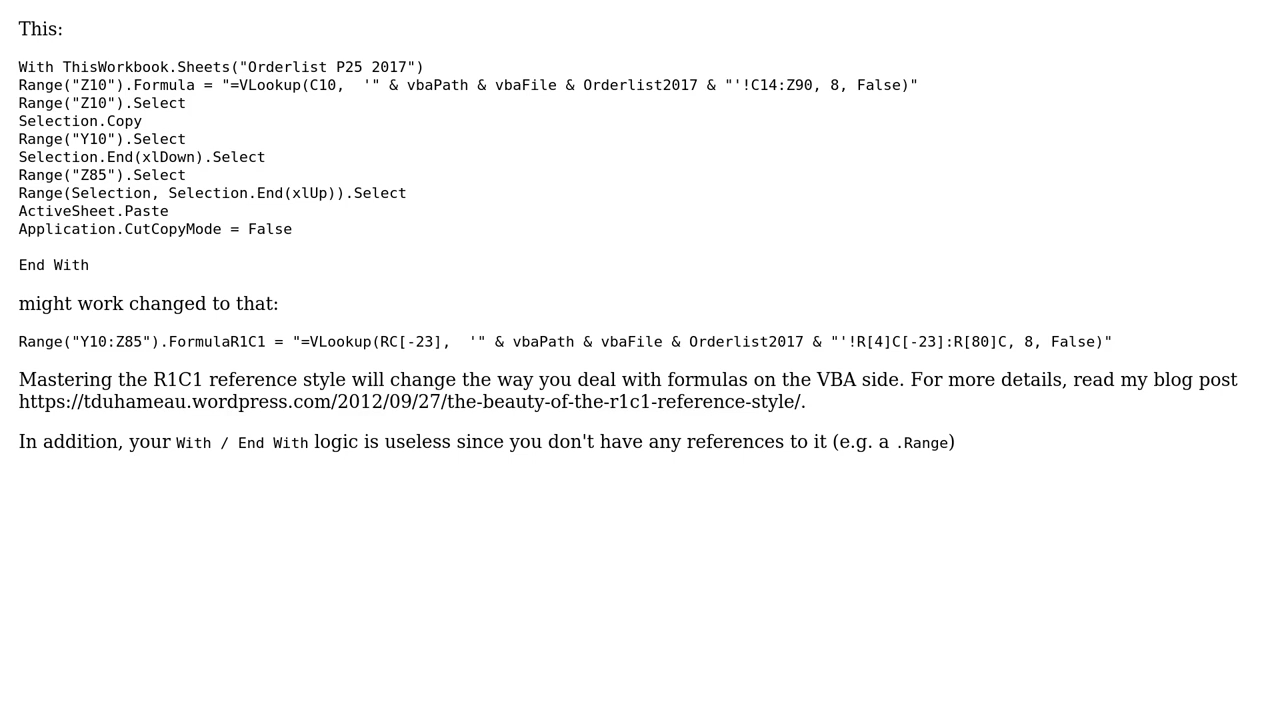 This:
With ThisWorkbook.Sheets("Orderlist P25 2017")
Range("Z10").Formula = "=VLookup(C10,  '" & vbaPath & vbaFile & Orderlist2017 & "'!C14:Z90, 8, False)"
Range("Z10").Select
Selection.Copy
Range("Y10").Select
Selection.End(xlDown).Select
Range("Z85").Select
Range(Selection, Selection.End(xlUp)).Select
ActiveSheet.Paste
Application.CutCopyMode = False
End With
might work changed to that:
Range("Y10:Z85").FormulaR1C1 = "=VLookup(RC[-23],  '" & vbaPath & vbaFile & Orderlist2017 & "'!R[4]C[-23]:R[80]C, 8, False)"
Mastering the R1C1 reference style will change the way you deal with formulas on the VBA side. For more details, read my blog post
https://tduhameau.wordpress.com/2012/09/27/the-beauty-of-the-r1c1-reference-style/.
In addition, your With / End With logic is useless since you don't have any references to it (e.g. a .Range)